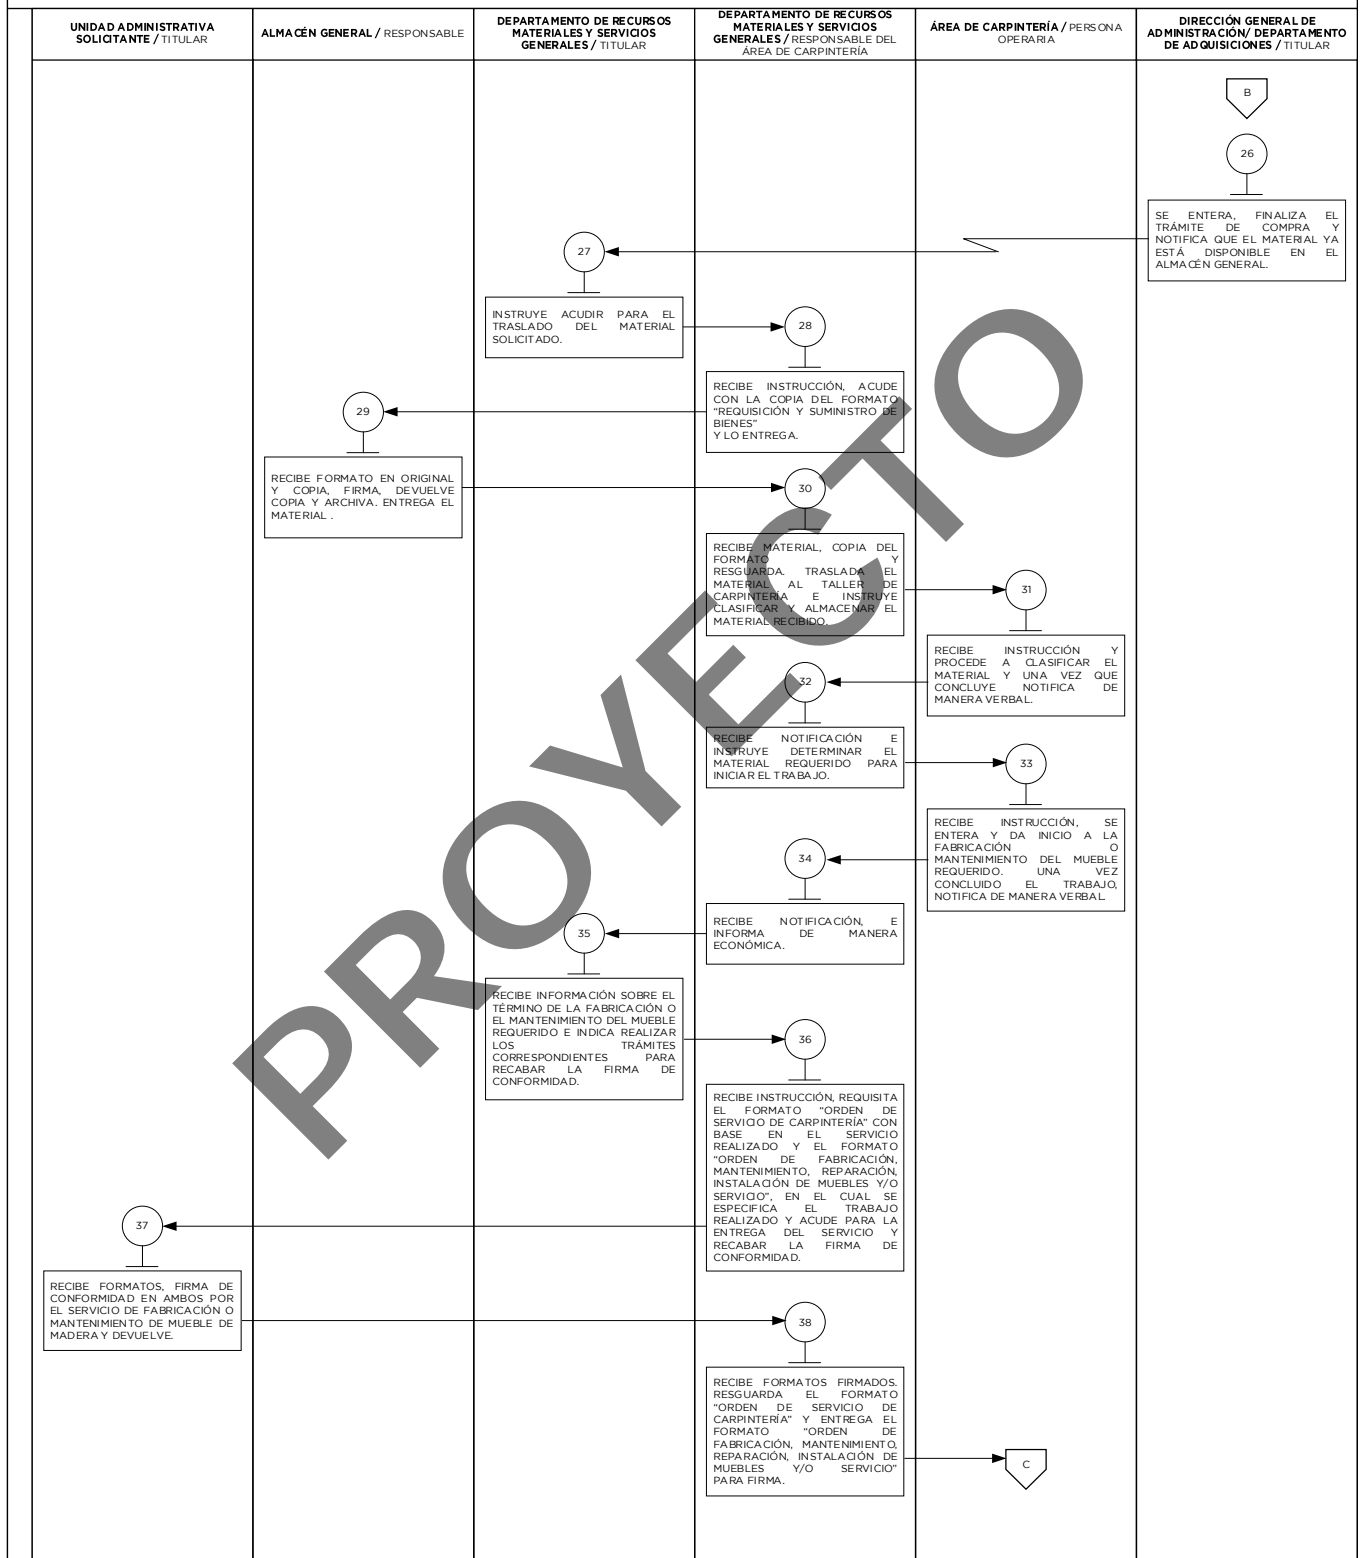 UNIDAD ADMINISTRATIVA
SOLICITANTE / TITULAR
ALMACÉN GENERAL / RESPONSABLE
DEPARTAMENTO DE RECURSOS
MATERIALES Y SERVICIOS
GENERALES / TITULAR
DEPARTAMENTO DE RECURSOS
MATERIALES Y SERVICIOS
GENERALES / RESPONSABLE DEL
ÁREA DE CARPINTERÍA
ÁREA DE CARPINTERÍA / PERSONA
OPERARIA
DIRECCIÓN GENERAL DE
ADMINISTRACIÓN/ DEPARTAMENTO
DE ADQUISICIONES / TITULAR
B
26
SE ENTERA, FINALIZA EL
TRÁMITE DE COMPRA Y
NOTIFICA QUE EL MATERIAL YA
ESTÁ DISPONIBLE EN EL
ALMACÉN GENERAL.
27
INSTRUYE ACUDIR PARA EL
TRASLADO DEL MATERIAL
SOLICITADO.
28
RECIBE INSTRUCCIÓN, ACUDE
CON LA COPIA DEL FORMATO
“REQUISICIÓN Y SUMINISTRO DE
BIENES”
Y LO ENTREGA.
29
RECIBE FORMATO EN ORIGINAL
Y COPIA, FIRMA, DEVUELVE
COPIA Y ARCHIVA. ENTREGA EL
MATERIAL .
30
RECIBE MATERIAL, COPIA DEL
FORMATO Y
RESGUARDA. TRASLADA EL
MATERIAL AL TALLER DE
CARPINTERÍA E INSTRUYE
CLASIFICAR Y ALMACENAR EL
MATERIAL RECIBIDO.
31
RECIBE INSTRUCCIÓN Y
PROCEDE A CLASIFICAR EL
MATERIAL Y UNA VEZ QUE
CONCLUYE NOTIFICA DE
MANERA VERBAL.
32
RECIBE NOTIFICACIÓN E
INSTRUYE DETERMINAR EL
MATERIAL REQUERIDO PARA
INICIAR EL TRABAJO.
33
RECIBE INSTRUCCIÓN, SE
ENTERA Y DA INICIO A LA
FABRICACIÓN O
MANTENIMIENTO DEL MUEBLE
REQUERIDO. UNA VEZ
CONCLUIDO EL TRABAJO,
NOTIFICA DE MANERA VERBAL.
34
RECIBE NOTIFICACIÓN, E
INFORMA DE MANERA
ECONÓMICA.
35
RECIBE INFORMACIÓN SOBRE EL
TÉRMINO DE LA FABRICACIÓN O
EL MANTENIMIENTO DEL MUEBLE
REQUERIDO E INDICA REALIZAR
LOS TRÁMITES
CORRESPONDIENTES PARA
RECABAR LA FIRMA DE
CONFORMIDAD.
36
RECIBE INSTRUCCIÓN, REQUISITA
EL FORMATO “ORDEN DE
SERVICIO DE CARPINTERÍA” CON
BASE EN EL SERVICIO
REALIZADO Y EL FORMATO
“ORDEN DE FABRICACIÓN,
MANTENIMIENTO, REPARACIÓN,
INSTALACIÓN DE MUEBLES Y/O
SERVICIO”, EN EL CUAL SE
ESPECIFICA EL TRABAJO
REALIZADO Y ACUDE PARA LA
ENTREGA DEL SERVICIO Y
RECABAR LA FIRMA DE
CONFORMIDAD.
37
RECIBE FORMATOS, FIRMA DE
CONFORMIDAD EN AMBOS POR
EL SERVICIO DE FABRICACIÓN O
MANTENIMIENTO DE MUEBLE DE
MADERA Y DEVUELVE.
38
RECIBE FORMATOS FIRMADOS.
RESGUARDA EL FORMATO
“ORDEN DE SERVICIO DE
CARPINTERÍA” Y ENTREGA EL
FORMATO “ORDEN DE
FABRICACIÓN, MANTENIMIENTO,
REPARACIÓN, INSTALACIÓN DE
MUEBLES Y/O SERVICIO”
PARA FIRMA.
C
PROYECTO